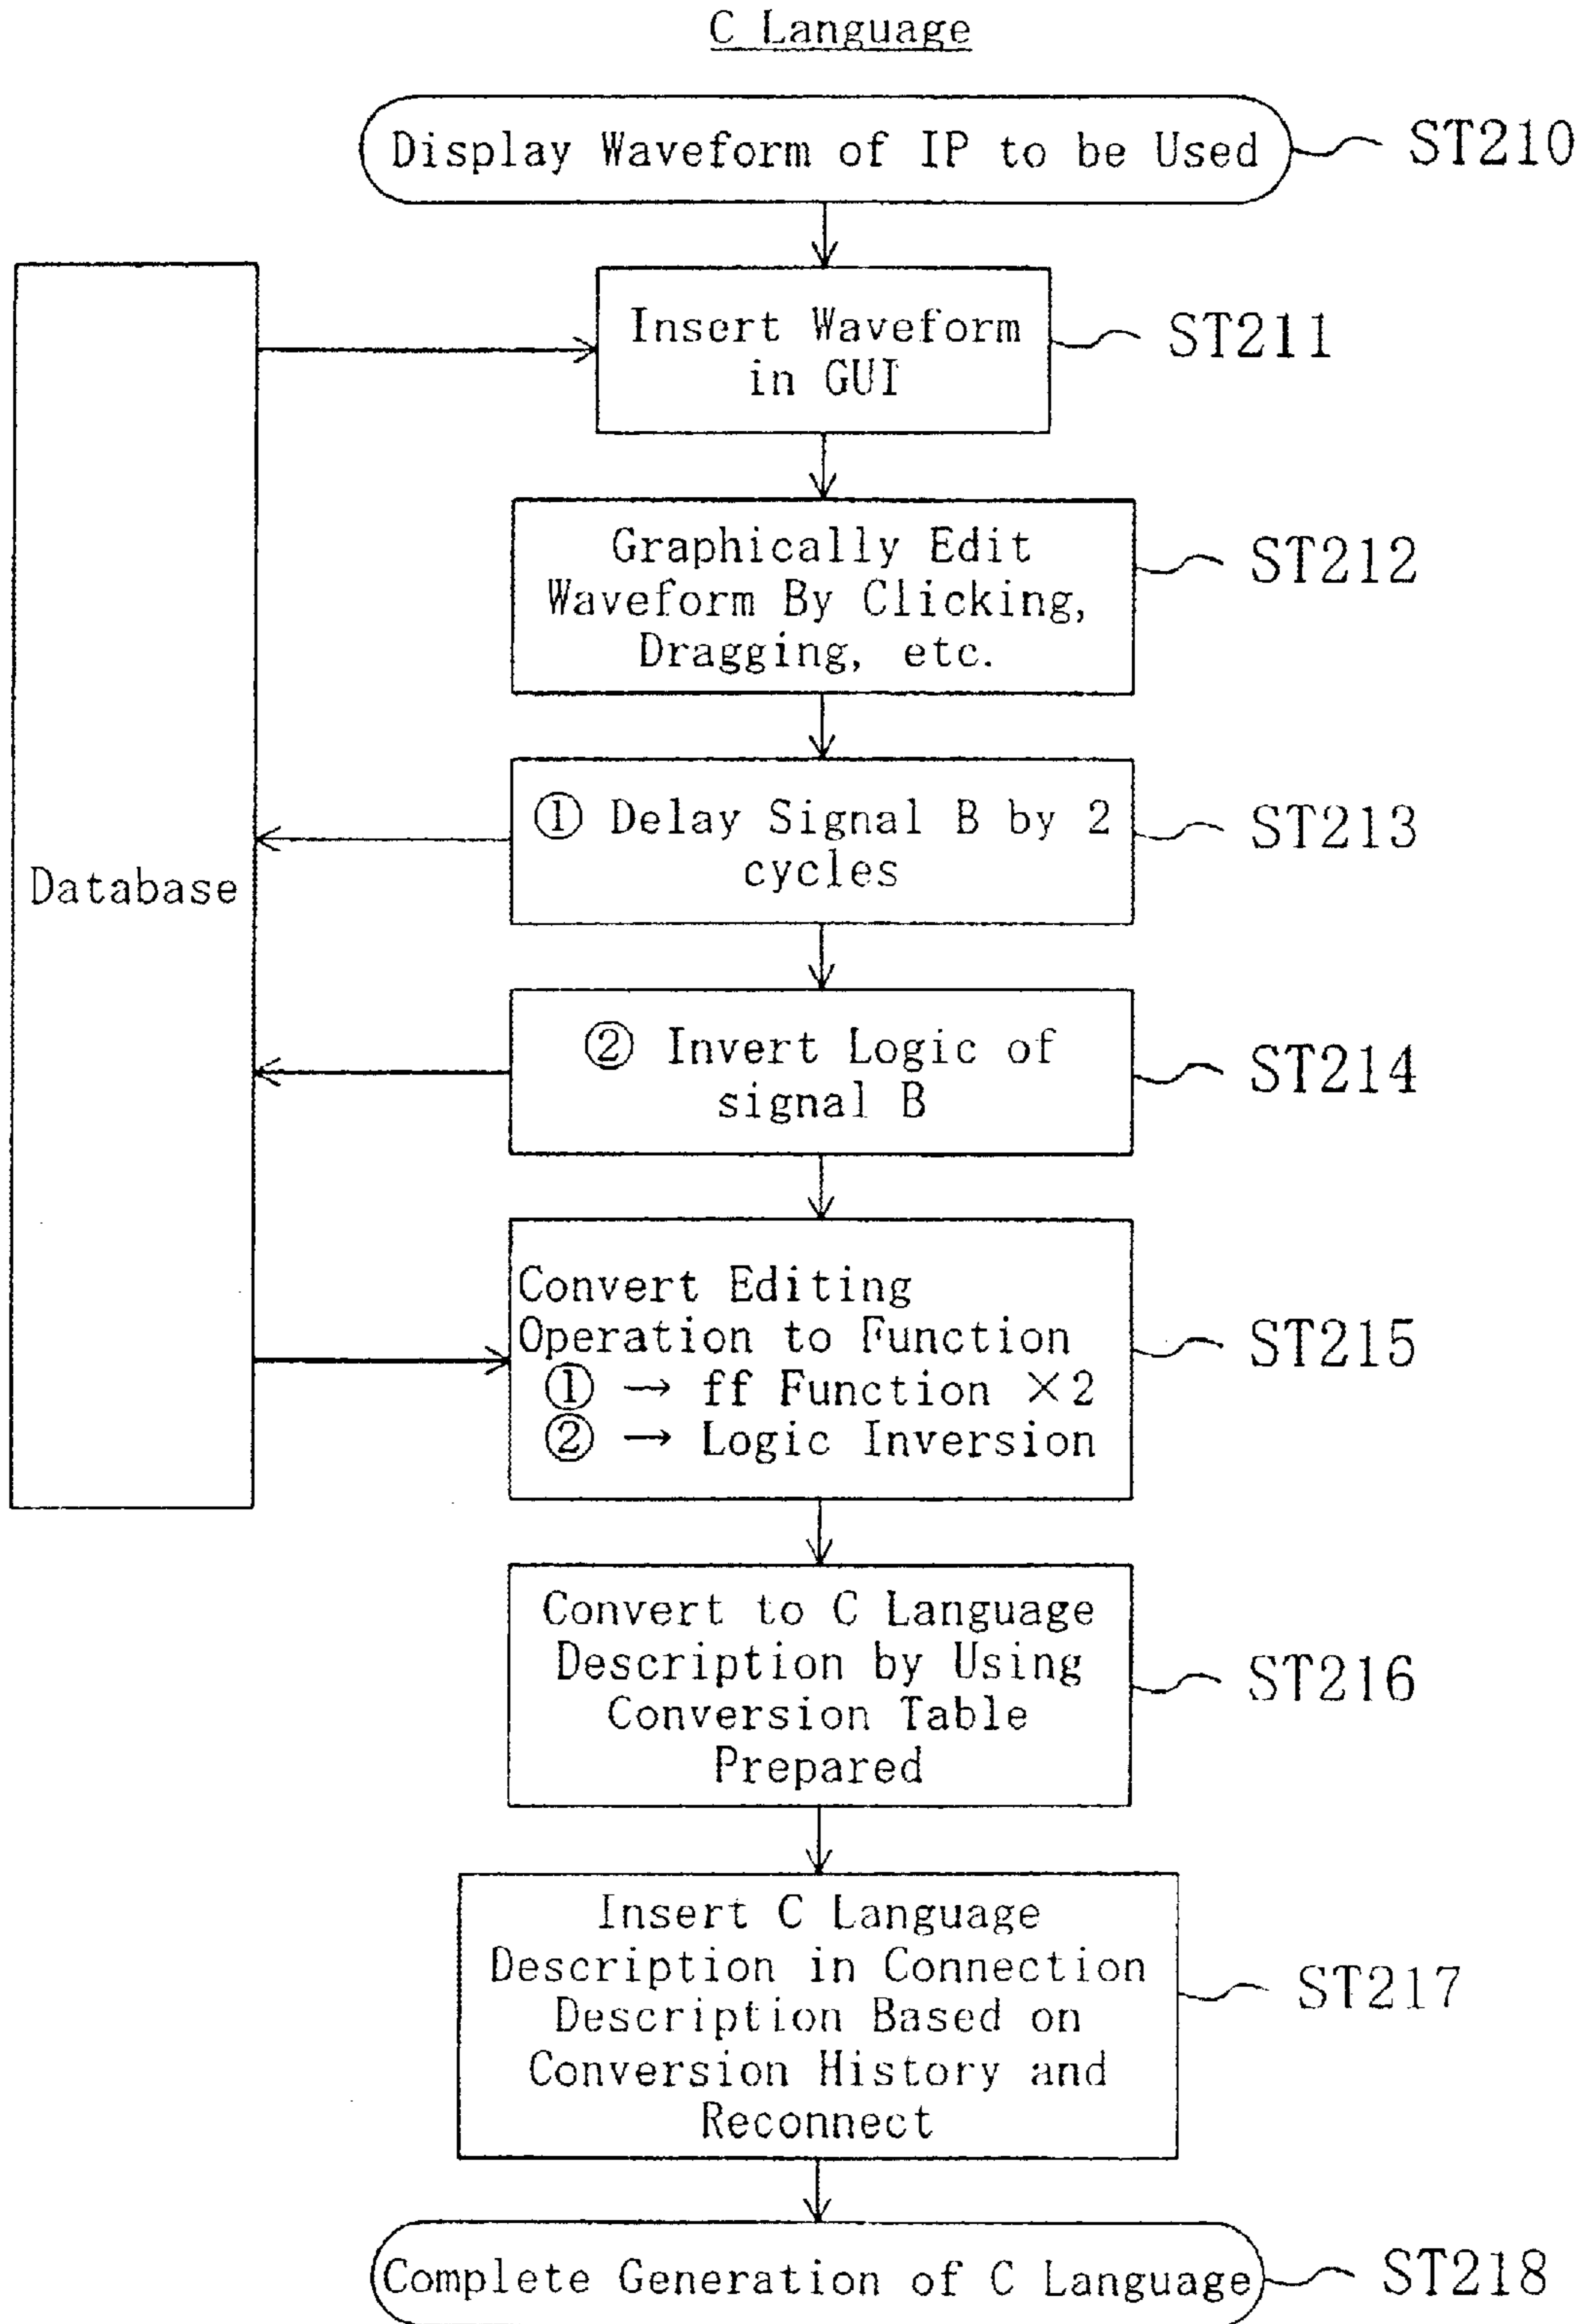 C Language
Display Waveform of IP to be Used
ST210
Insert Waveform
in GUI
ST211
Graphically Edit
Waveform By Clicking,
Dragging, etc.
ST212
① Delay Signal B by 2
cycles
ST213
Database
② Invert Logic of
signal B
ST214
Convert Editing
Operation to Function
① → ff Function ×2
② → Logic Inversion
ST215
Convert to C Language
Description by Using
Conversion Table
Prepared
ST216
Insert C Language
Description in Connection
Description Based on
Conversion History and
Reconnect
ST217
Complete Generation of C Language
ST218